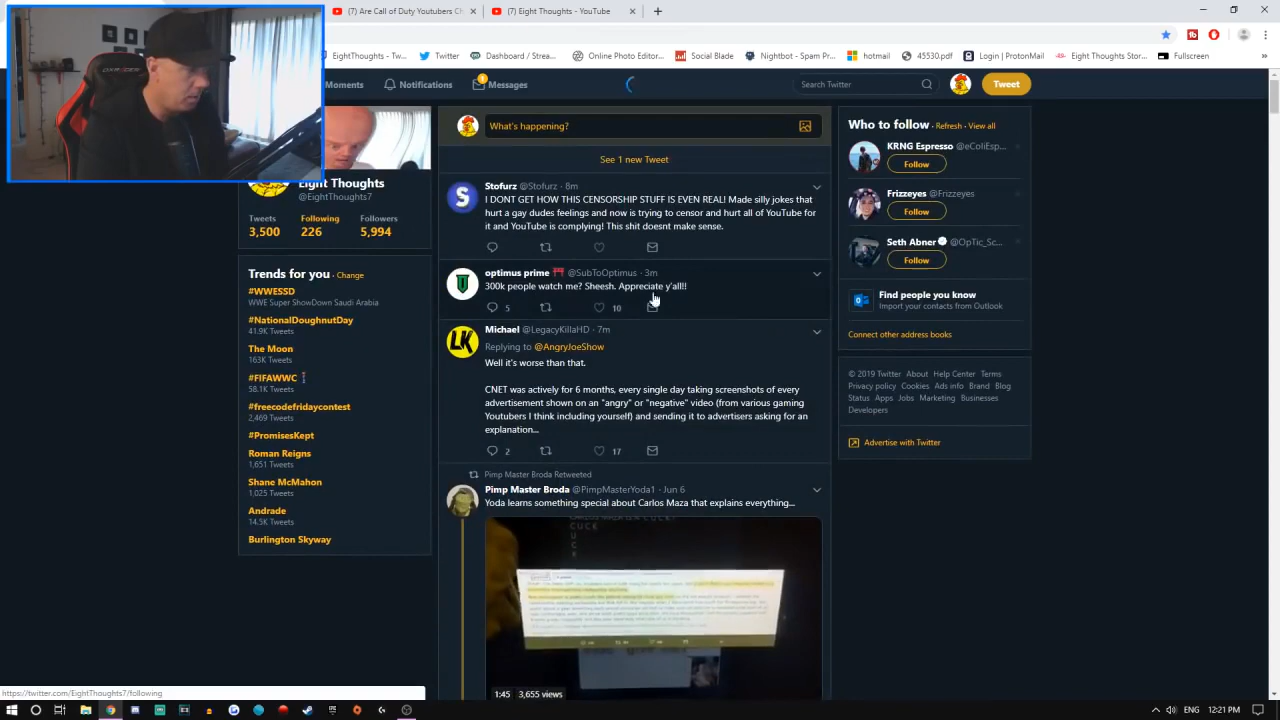 (7) Are Call of Duty Youtubers Ch
(7) Eight Thoughts - YouTube
EightThoughts - Tw...
Twitter
Dashboard / Strea...
Online Photo Editor...
Social Blade
Nightbot - Spam Pr...
hotmail
45530.pdf
Login | ProtonMail
Eight Thoughts Stor...
Fullscreen
Moments
Notifications
Messages
Search Twitter
Tweet
DXRACER
Eight Thoughts
@EightThoughts7
Tweets Following Followers
3,500 226 5,994
Trends for you · Change
#WWESSD
WWE Super ShowDown Saudi Arabia
#NationalDoughnutDay
41.9K Tweets
The Moon
163K Tweets
#FIFAWWC
58.1K Tweets
#freecodefridaycontest
2,469 Tweets
#PromisesKept
Roman Reigns
1,651 Tweets
Shane McMahon
1,025 Tweets
Andrade
14.5K Tweets
Burlington Skyway
What's happening?
See 1 new Tweet
Stofurz @Stofurz · 8m
I DONT GET HOW THIS CENSORSHIP STUFF IS EVEN REAL! Made silly jokes that
hurt a gay dudes feelings and now is trying to censor and hurt all of YouTube
for it and YouTube is complying! This shit doesnt make sense.
optimus prime @SubToOptimus · 3m
300k people watch me? Sheesh. Appreciate y'alll!
5 10
Michael @LegacyKillaHD · 7m
Replying to @AngryJoeShow
Well it's worse than that.
CNET was actively for 6 months, every single day taking screenshots of every
advertisement shown on an "angry" or "negative" video (from various gaming
Youtubers I think including yourself) and sending it to advertisers asking for an
explanation...
2 17
Pimp Master Broda Retweeted
Pimp Master Broda @PimpMasterYoda1 · Jun 6
Yoda learns something special about Carlos Maza that explains everything...
CUCK
U
C
K
1:45 3,655 views
Who to follow · Refresh · View all
KRNG Espresso @eColiEsp...
Follow
Frizzeyes @Frizzeyes
Follow
Seth Abner @OpTic_Sc...
Follow
Find people you know
Import your contacts from Outlook
Connect other address books
© 2019 Twitter About Help Center Terms
Privacy policy Cookies Ads info Brand Blog
Status Apps Jobs Marketing Businesses
Developers
Advertise with Twitter
https://twitter.com/EightThoughts7/following
12:21 PM